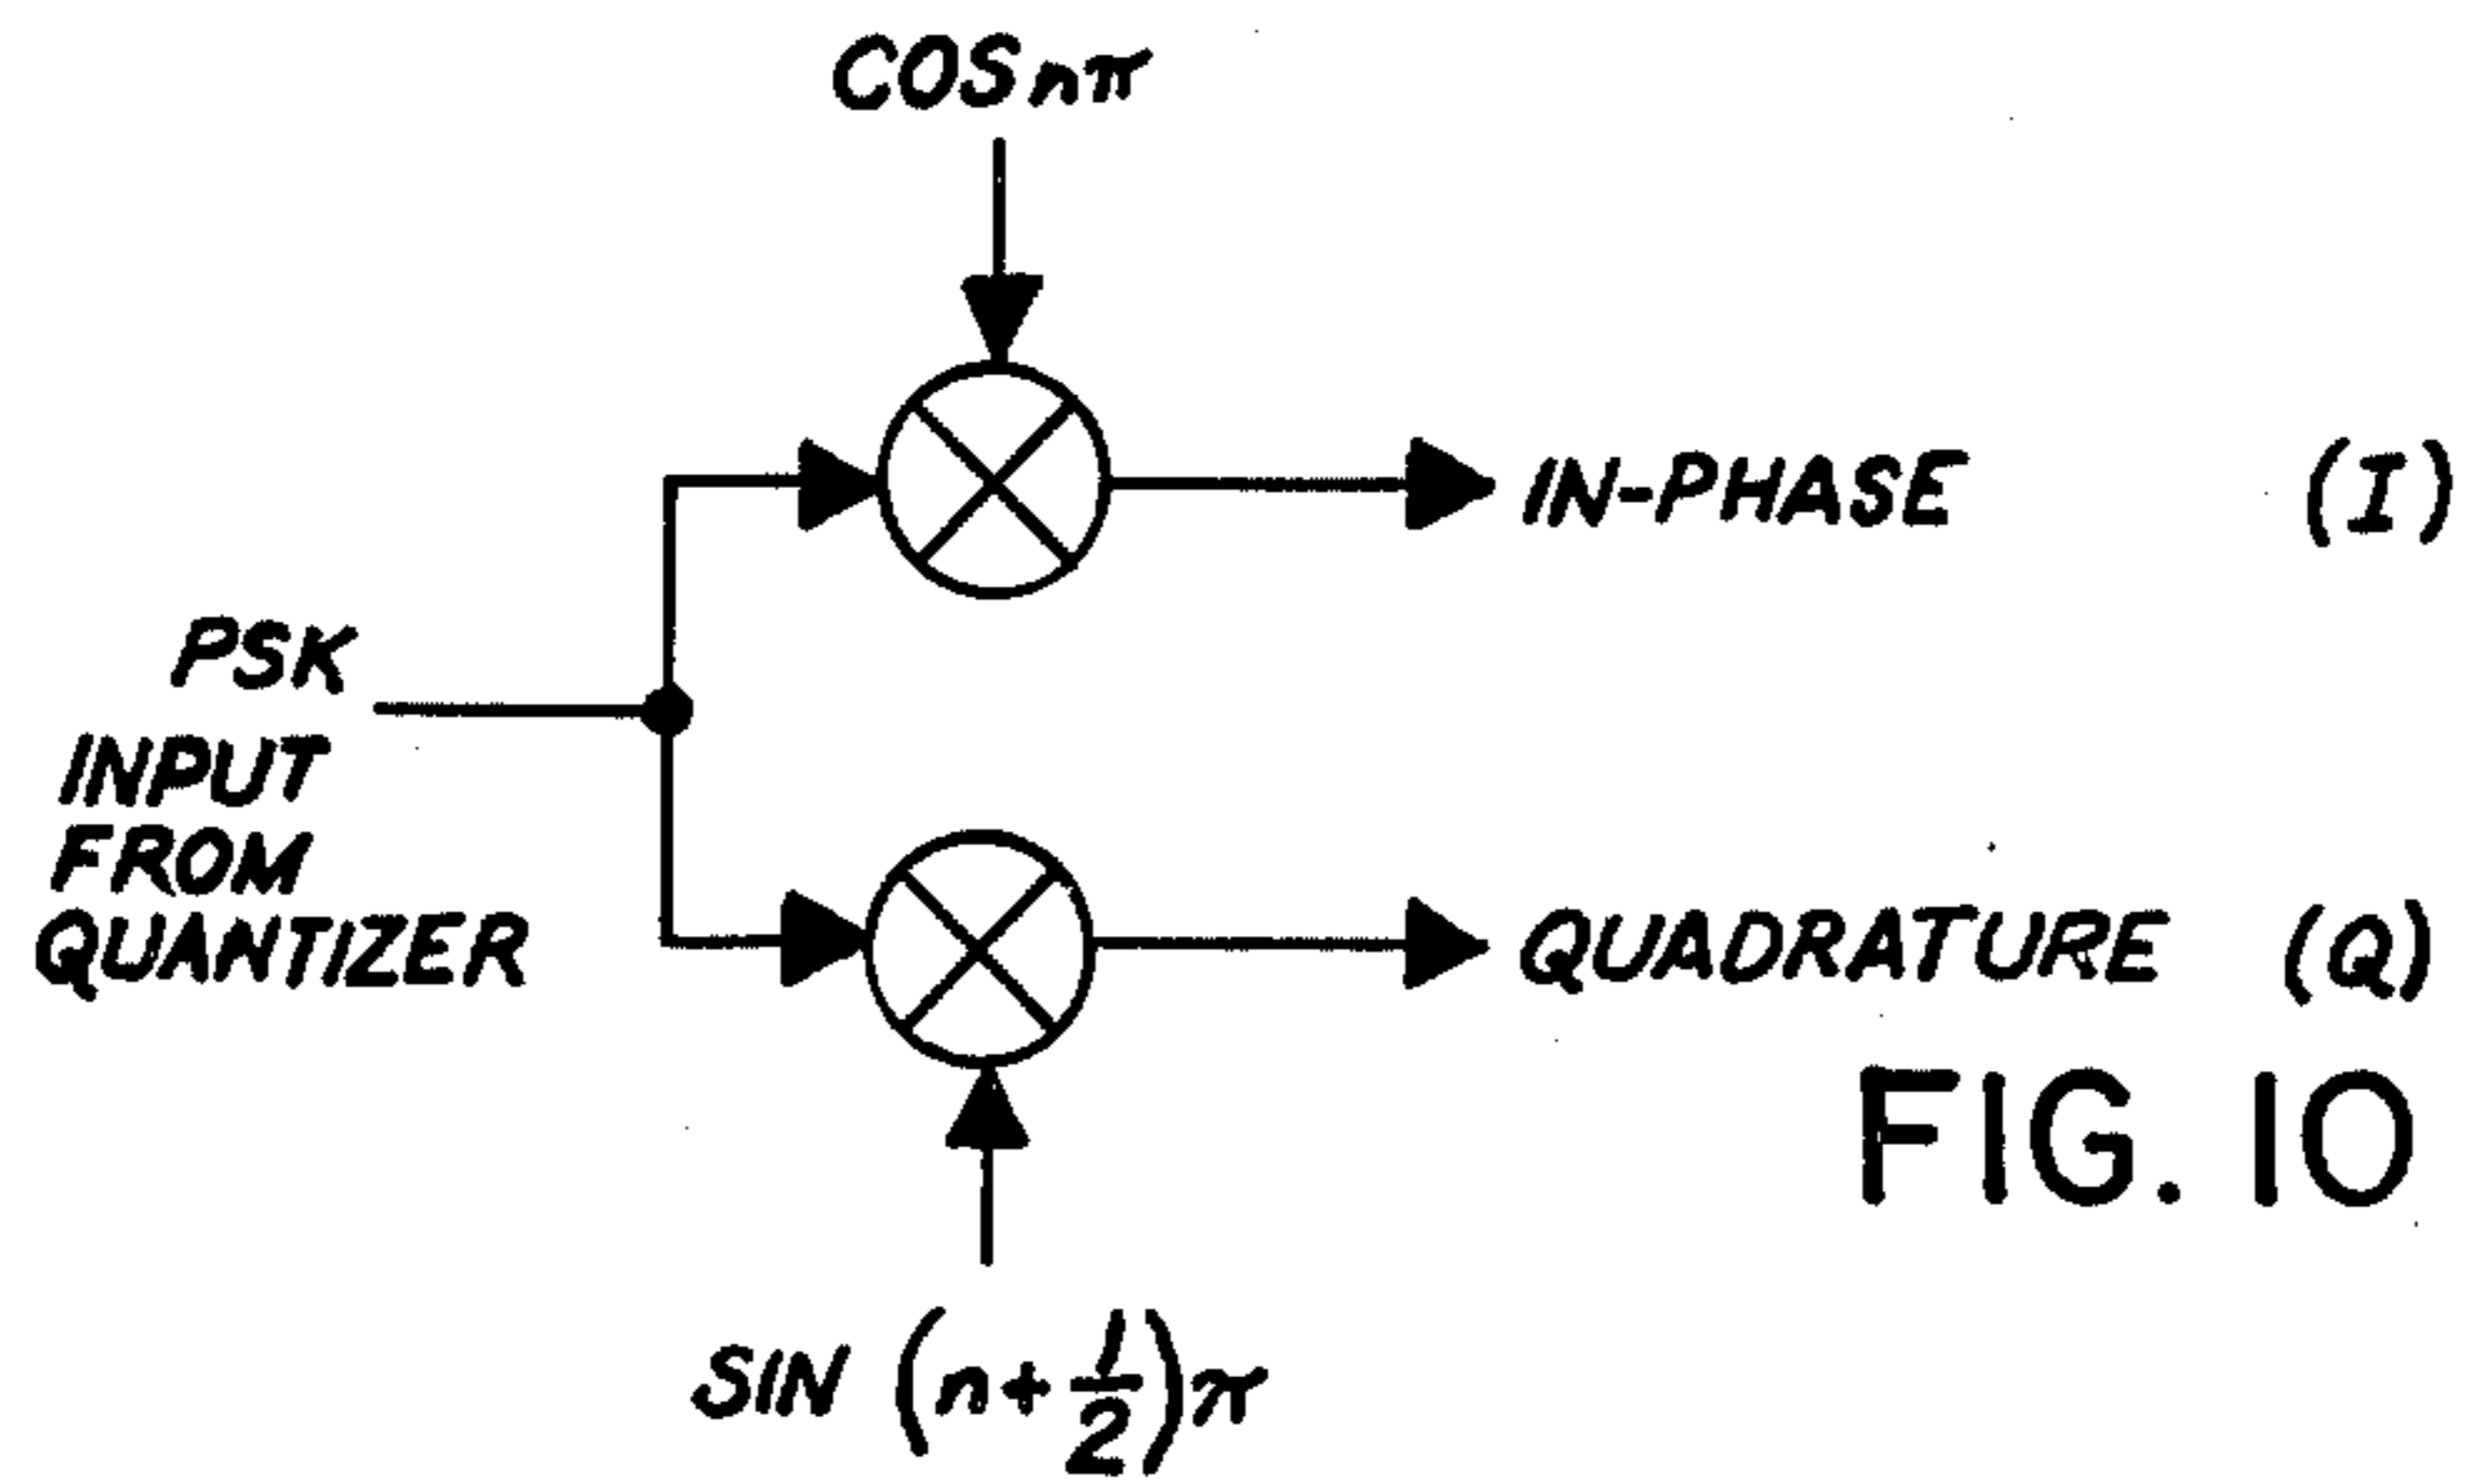 COS nπ
IN-PHASE (I)
PSK
INPUT
FROM
QUANTIZER
QUADRATURE (Q)
FIG. 10
SIN (n+½)π